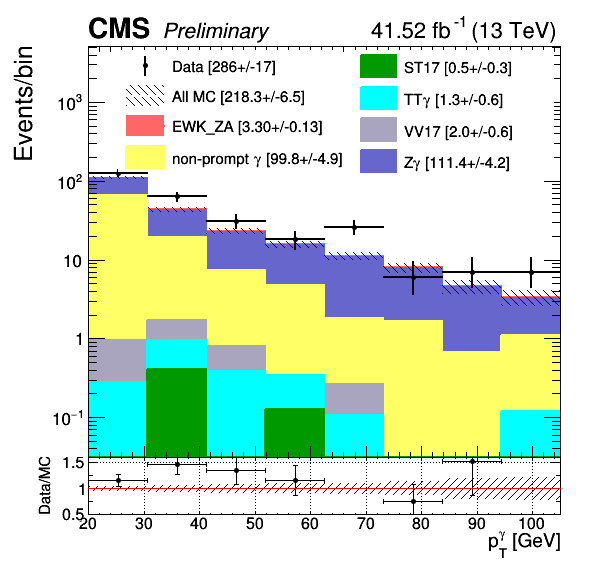 CMS Preliminary 41.52 fb⁻¹ (13 TeV)
Events/bin
Data [286+/-17]
All MC [218.3+/-6.5]
EWK_ZA [3.30+/-0.13]
non-prompt γ [99.8+/-4.9]
ST17 [0.5+/-0.3]
TTγ [1.3+/-0.6]
VV17 [2.0+/-0.6]
Zγ [111.4+/-4.2]
10³
10²
10
1
10⁻¹
Data/MC
1.5
1
0.5
20 30 40 50 60 70 80 90 100
p_T^γ [GeV]